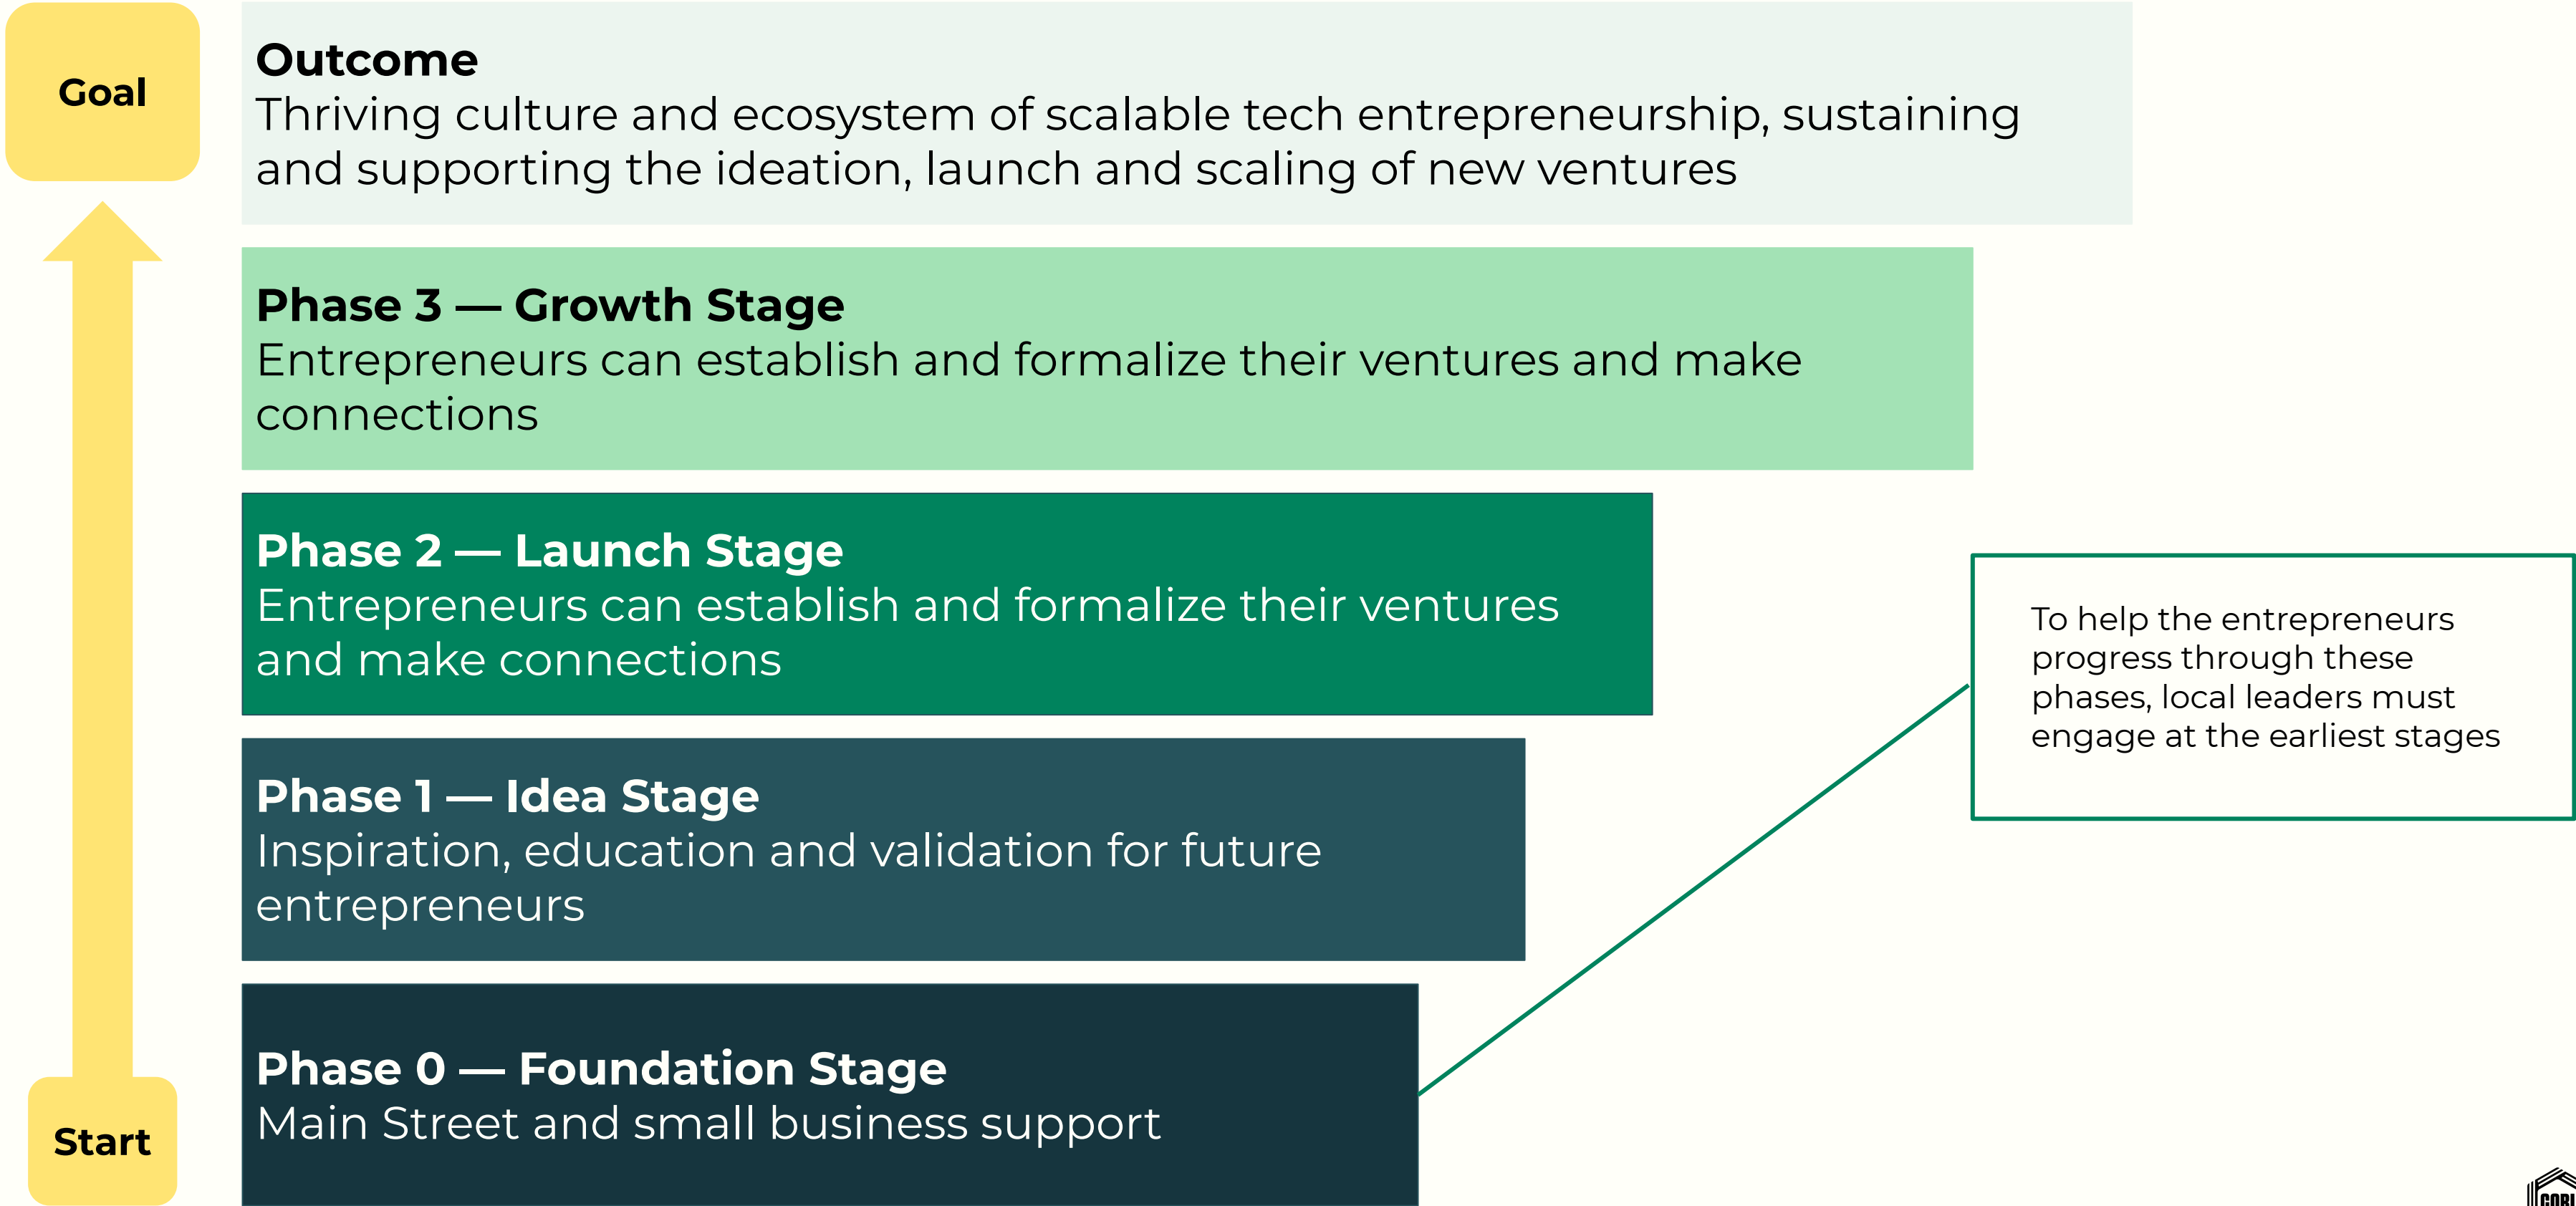 Goal
Outcome
Thriving culture and ecosystem of scalable tech entrepreneurship, sustaining
and supporting the ideation, launch and scaling of new ventures
Phase 3 — Growth Stage
Entrepreneurs can establish and formalize their ventures and make
connections
Phase 2 — Launch Stage
Entrepreneurs can establish and formalize their ventures
and make connections
To help the entrepreneurs
progress through these
phases, local leaders must
engage at the earliest stages
Phase 1 — Idea Stage
Inspiration, education and validation for future
entrepreneurs
Phase 0 — Foundation Stage
Main Street and small business support
Start